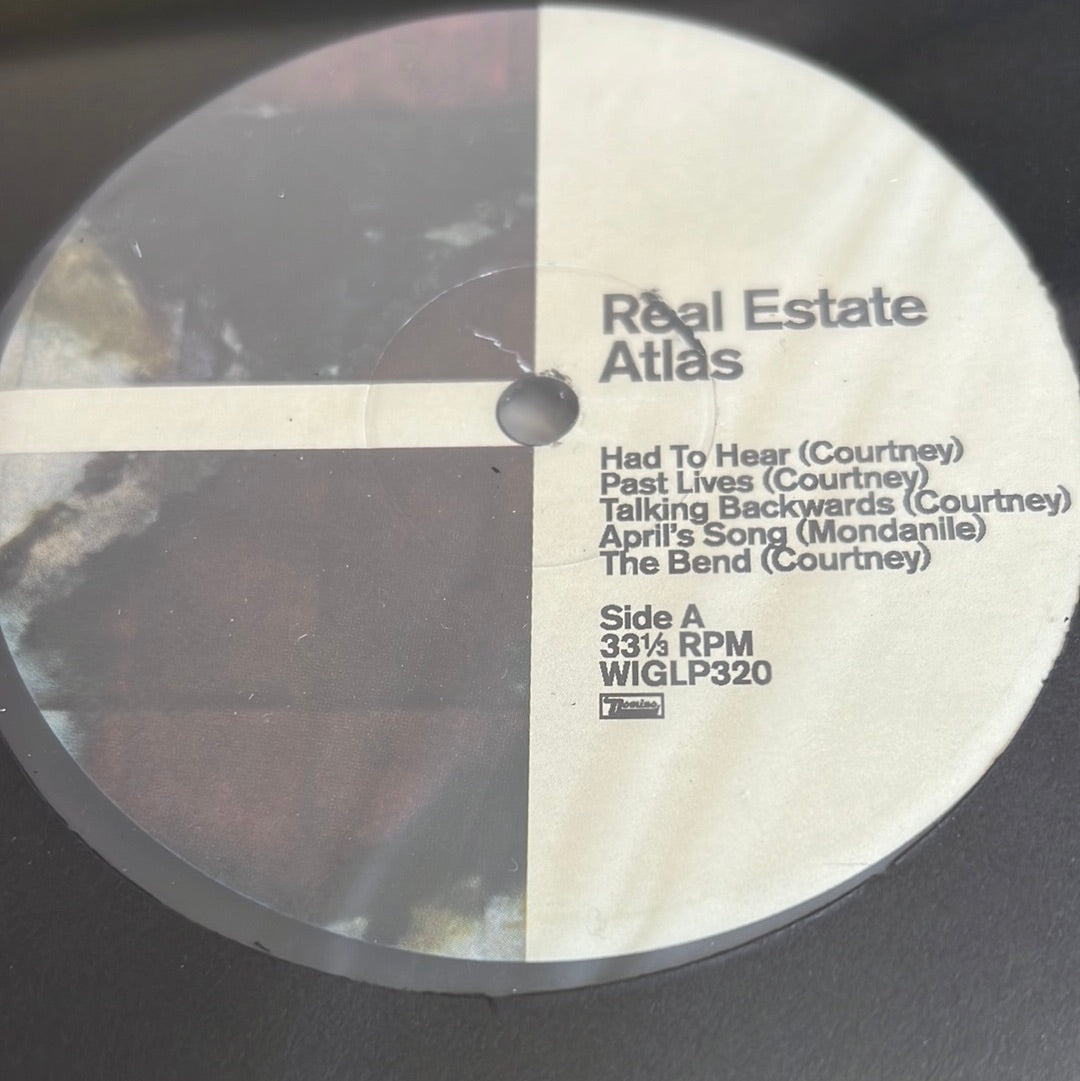 Real Estate
Atlas
Had To Hear (Courtney)
Past Lives (Courtney)
Talking Backwards (Courtney)
April's Song (Mondanile)
The Bend (Courtney)
Side A
33⅓ RPM
WIGLP320
Domino